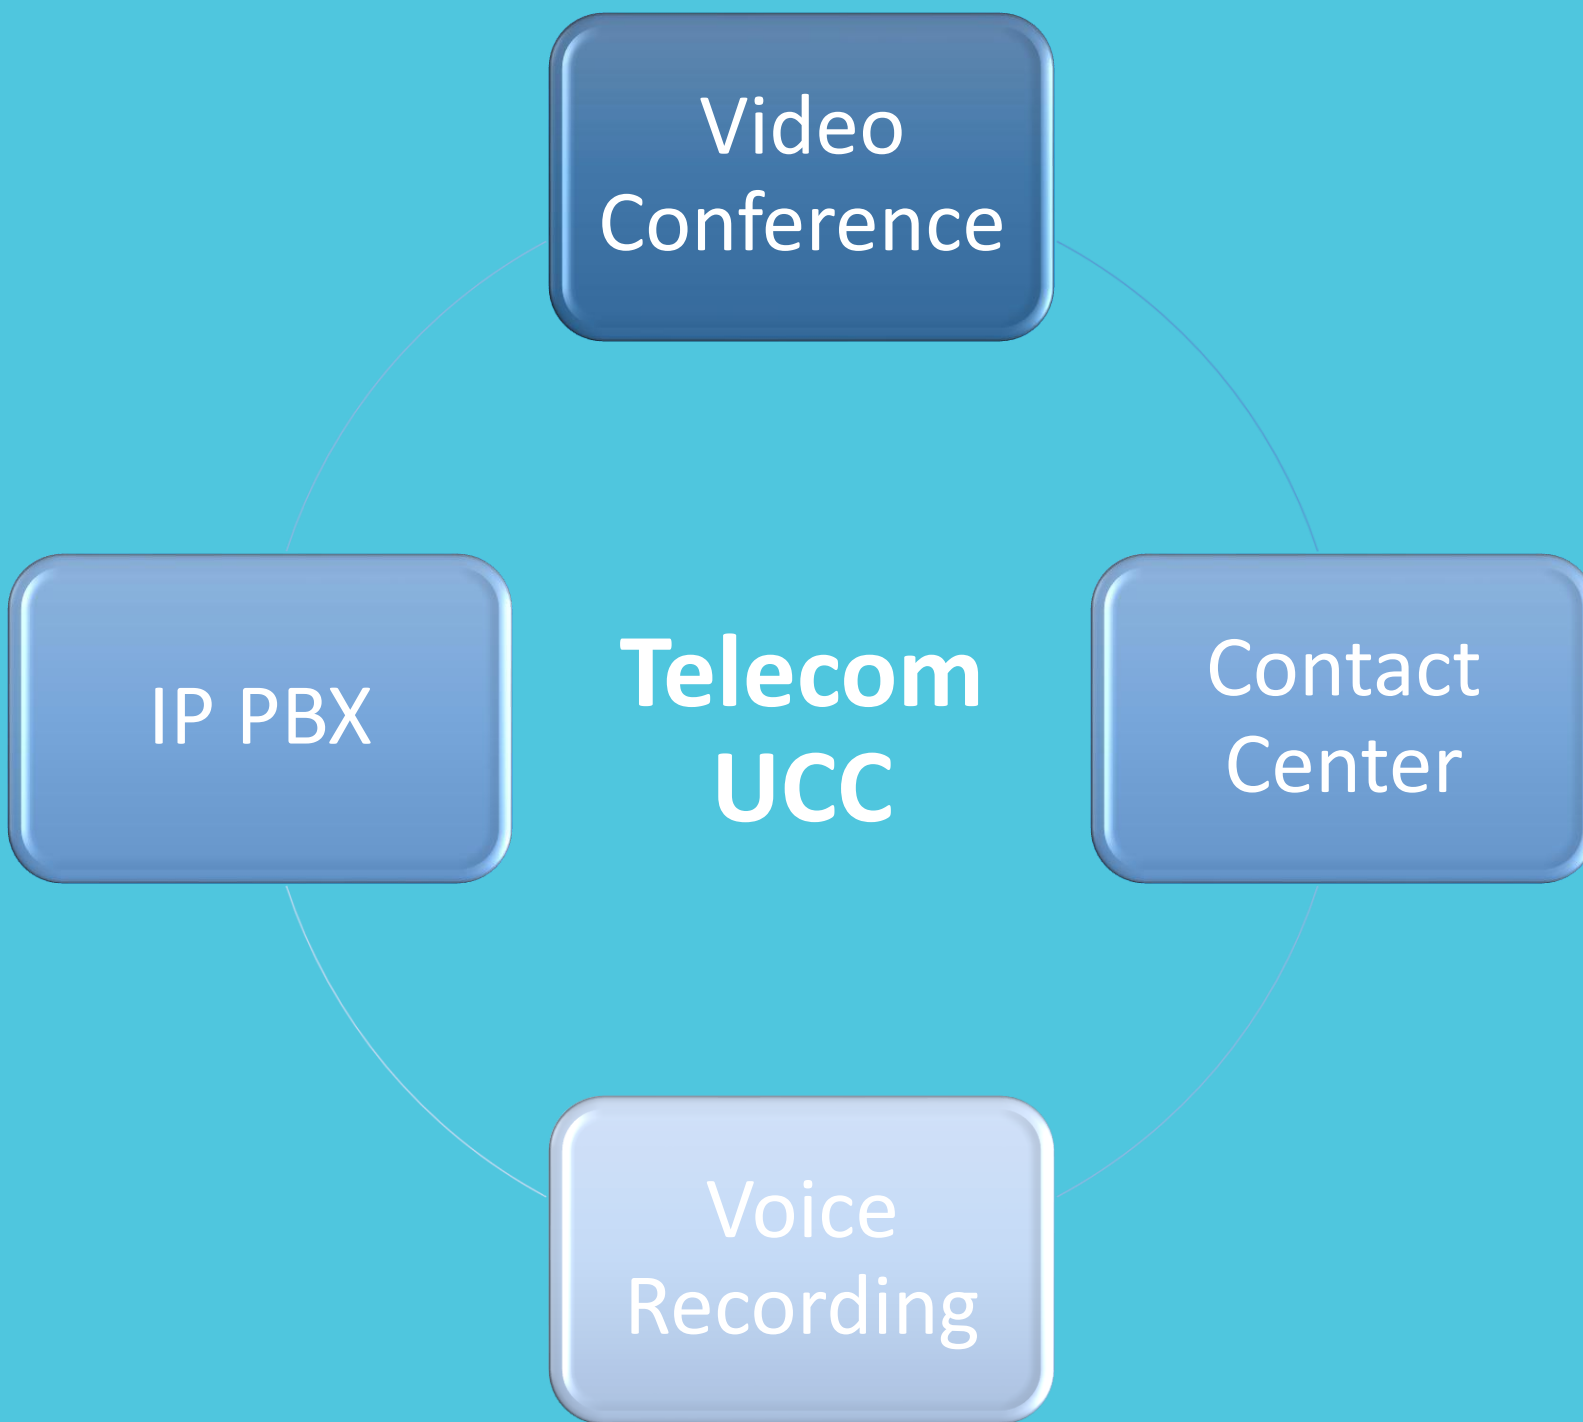 Video
Conference
IP PBX
Telecom
UCC
Contact
Center
Voice
Recording